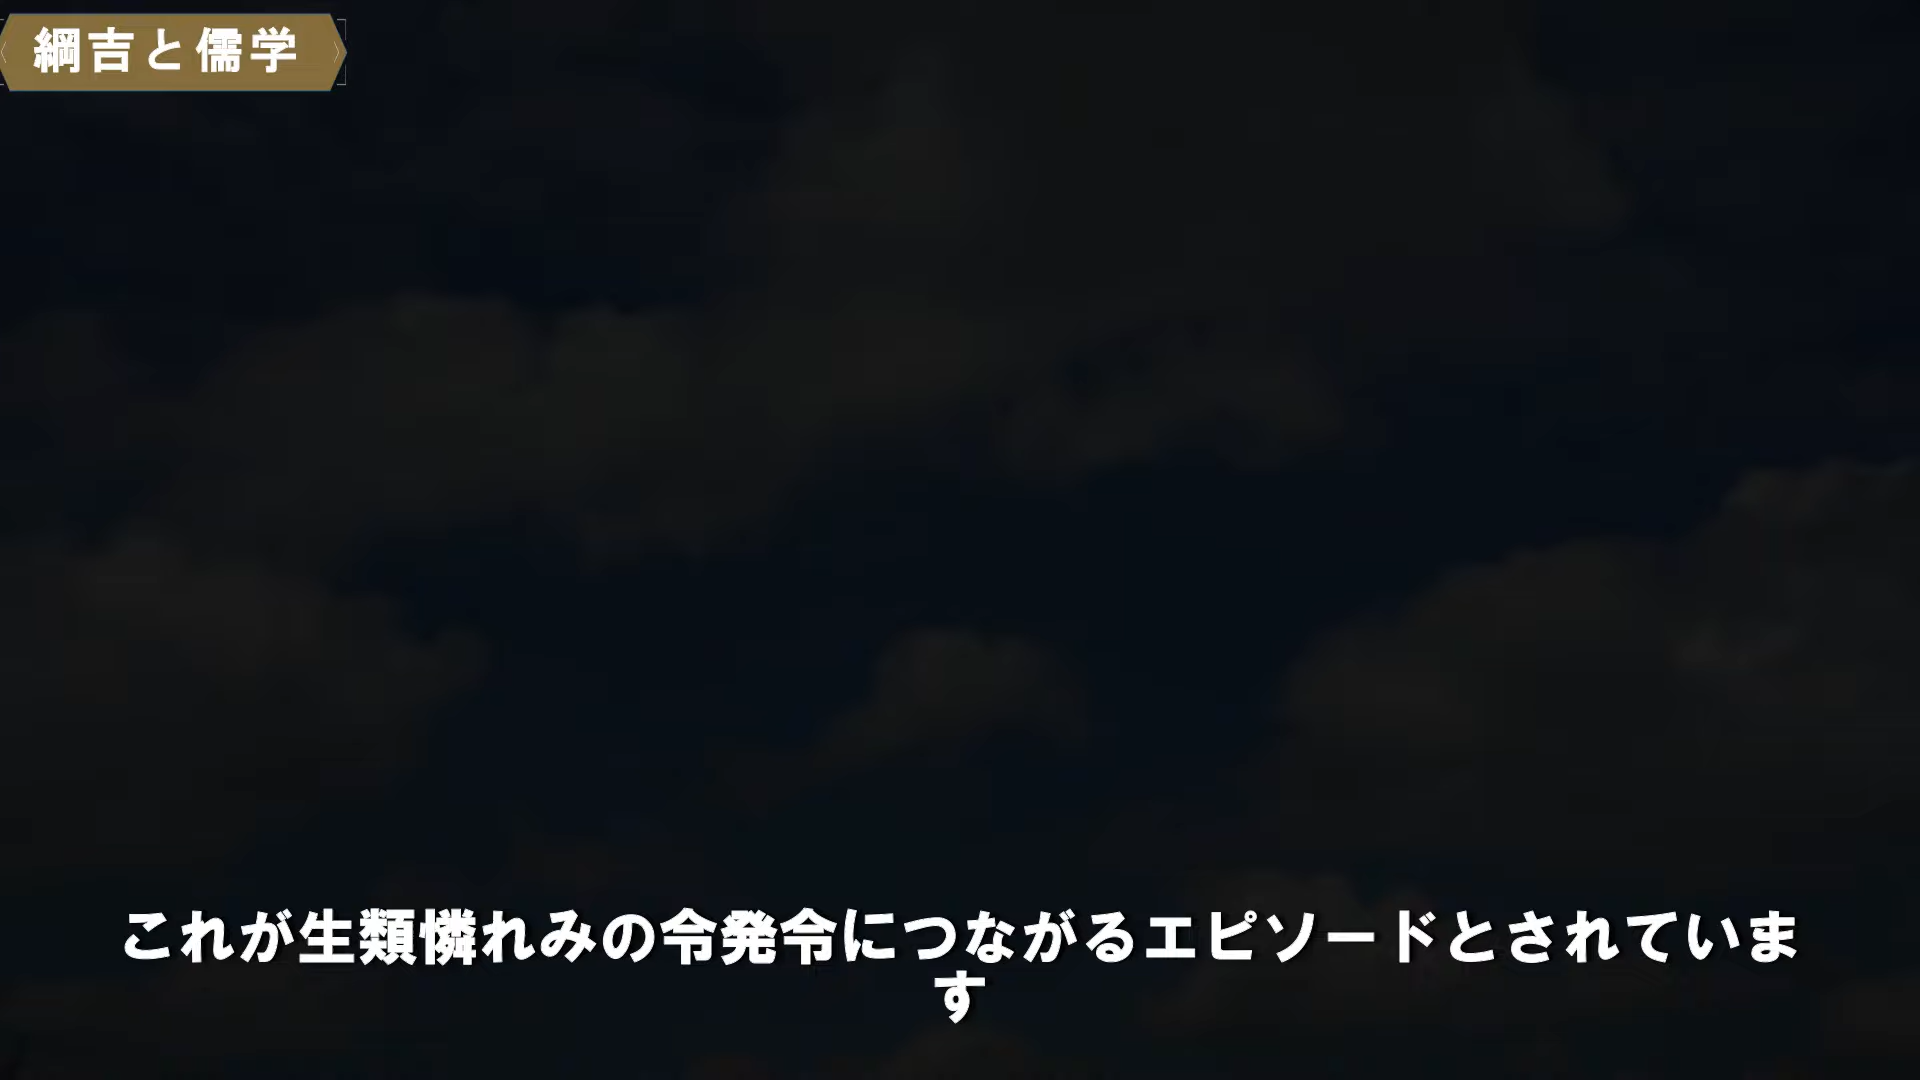 綱吉と儒学
これが生類憐れみの令発令につながるエピソードとされていま
す